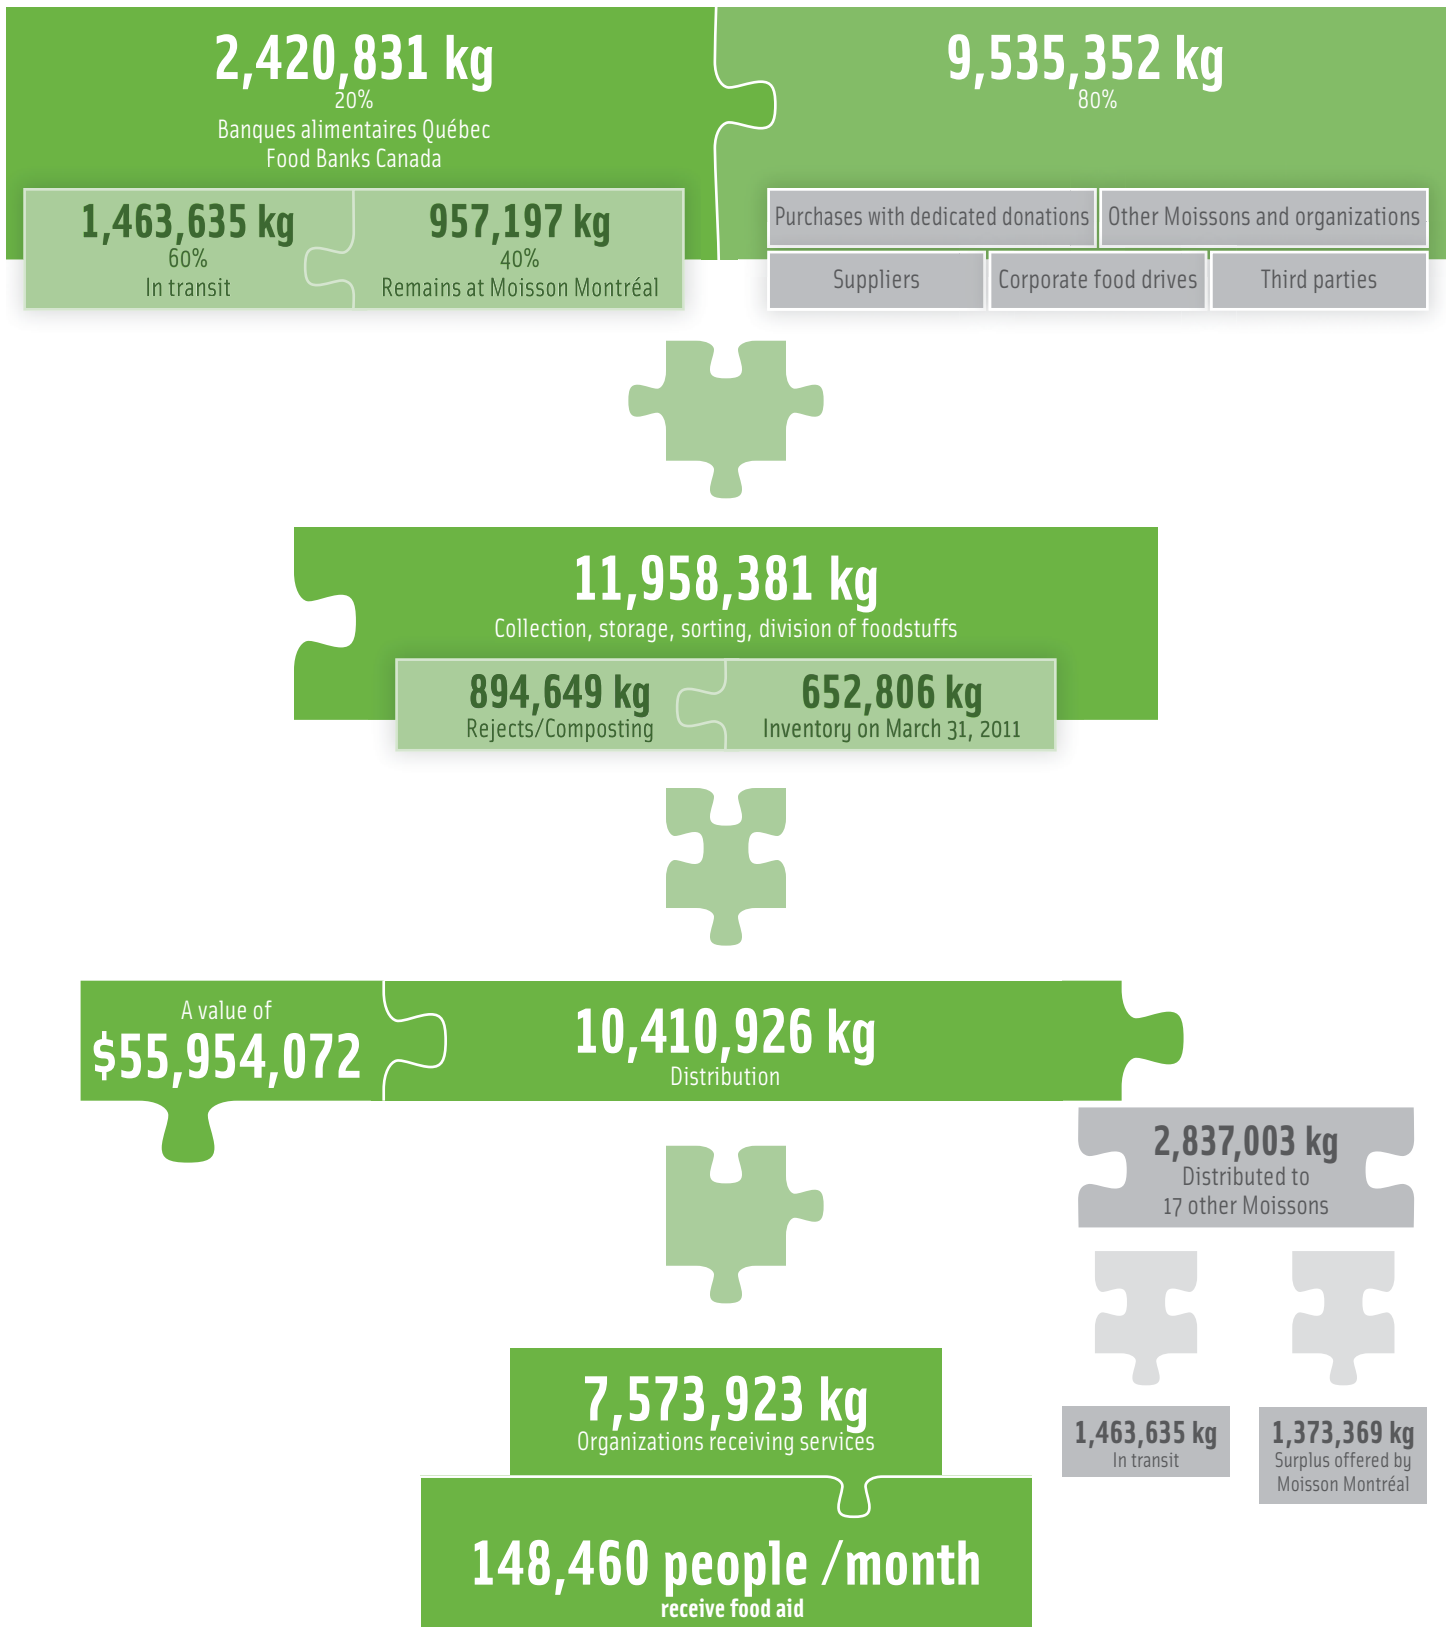 2,420,831 kg
20%
Banques alimentaires Québec
Food Banks Canada
1,463,635 kg
60%
In transit
957,197 kg
40%
Remains at Moisson Montréal
9,535,352 kg
80%
Purchases with dedicated donations
Other Moissons and organizations
Suppliers
Corporate food drives
Third parties
11,958,381 kg
Collection, storage, sorting, division of foodstuffs
894,649 kg
Rejects/Composting
652,806 kg
Inventory on March 31, 2011
A value of
$55,954,072
10,410,926 kg
Distribution
2,837,003 kg
Distributed to
17 other Moissons
1,463,635 kg
In transit
1,373,369 kg
Surplus offered by
Moisson Montréal
7,573,923 kg
Organizations receiving services
148,460 people /month
receive food aid